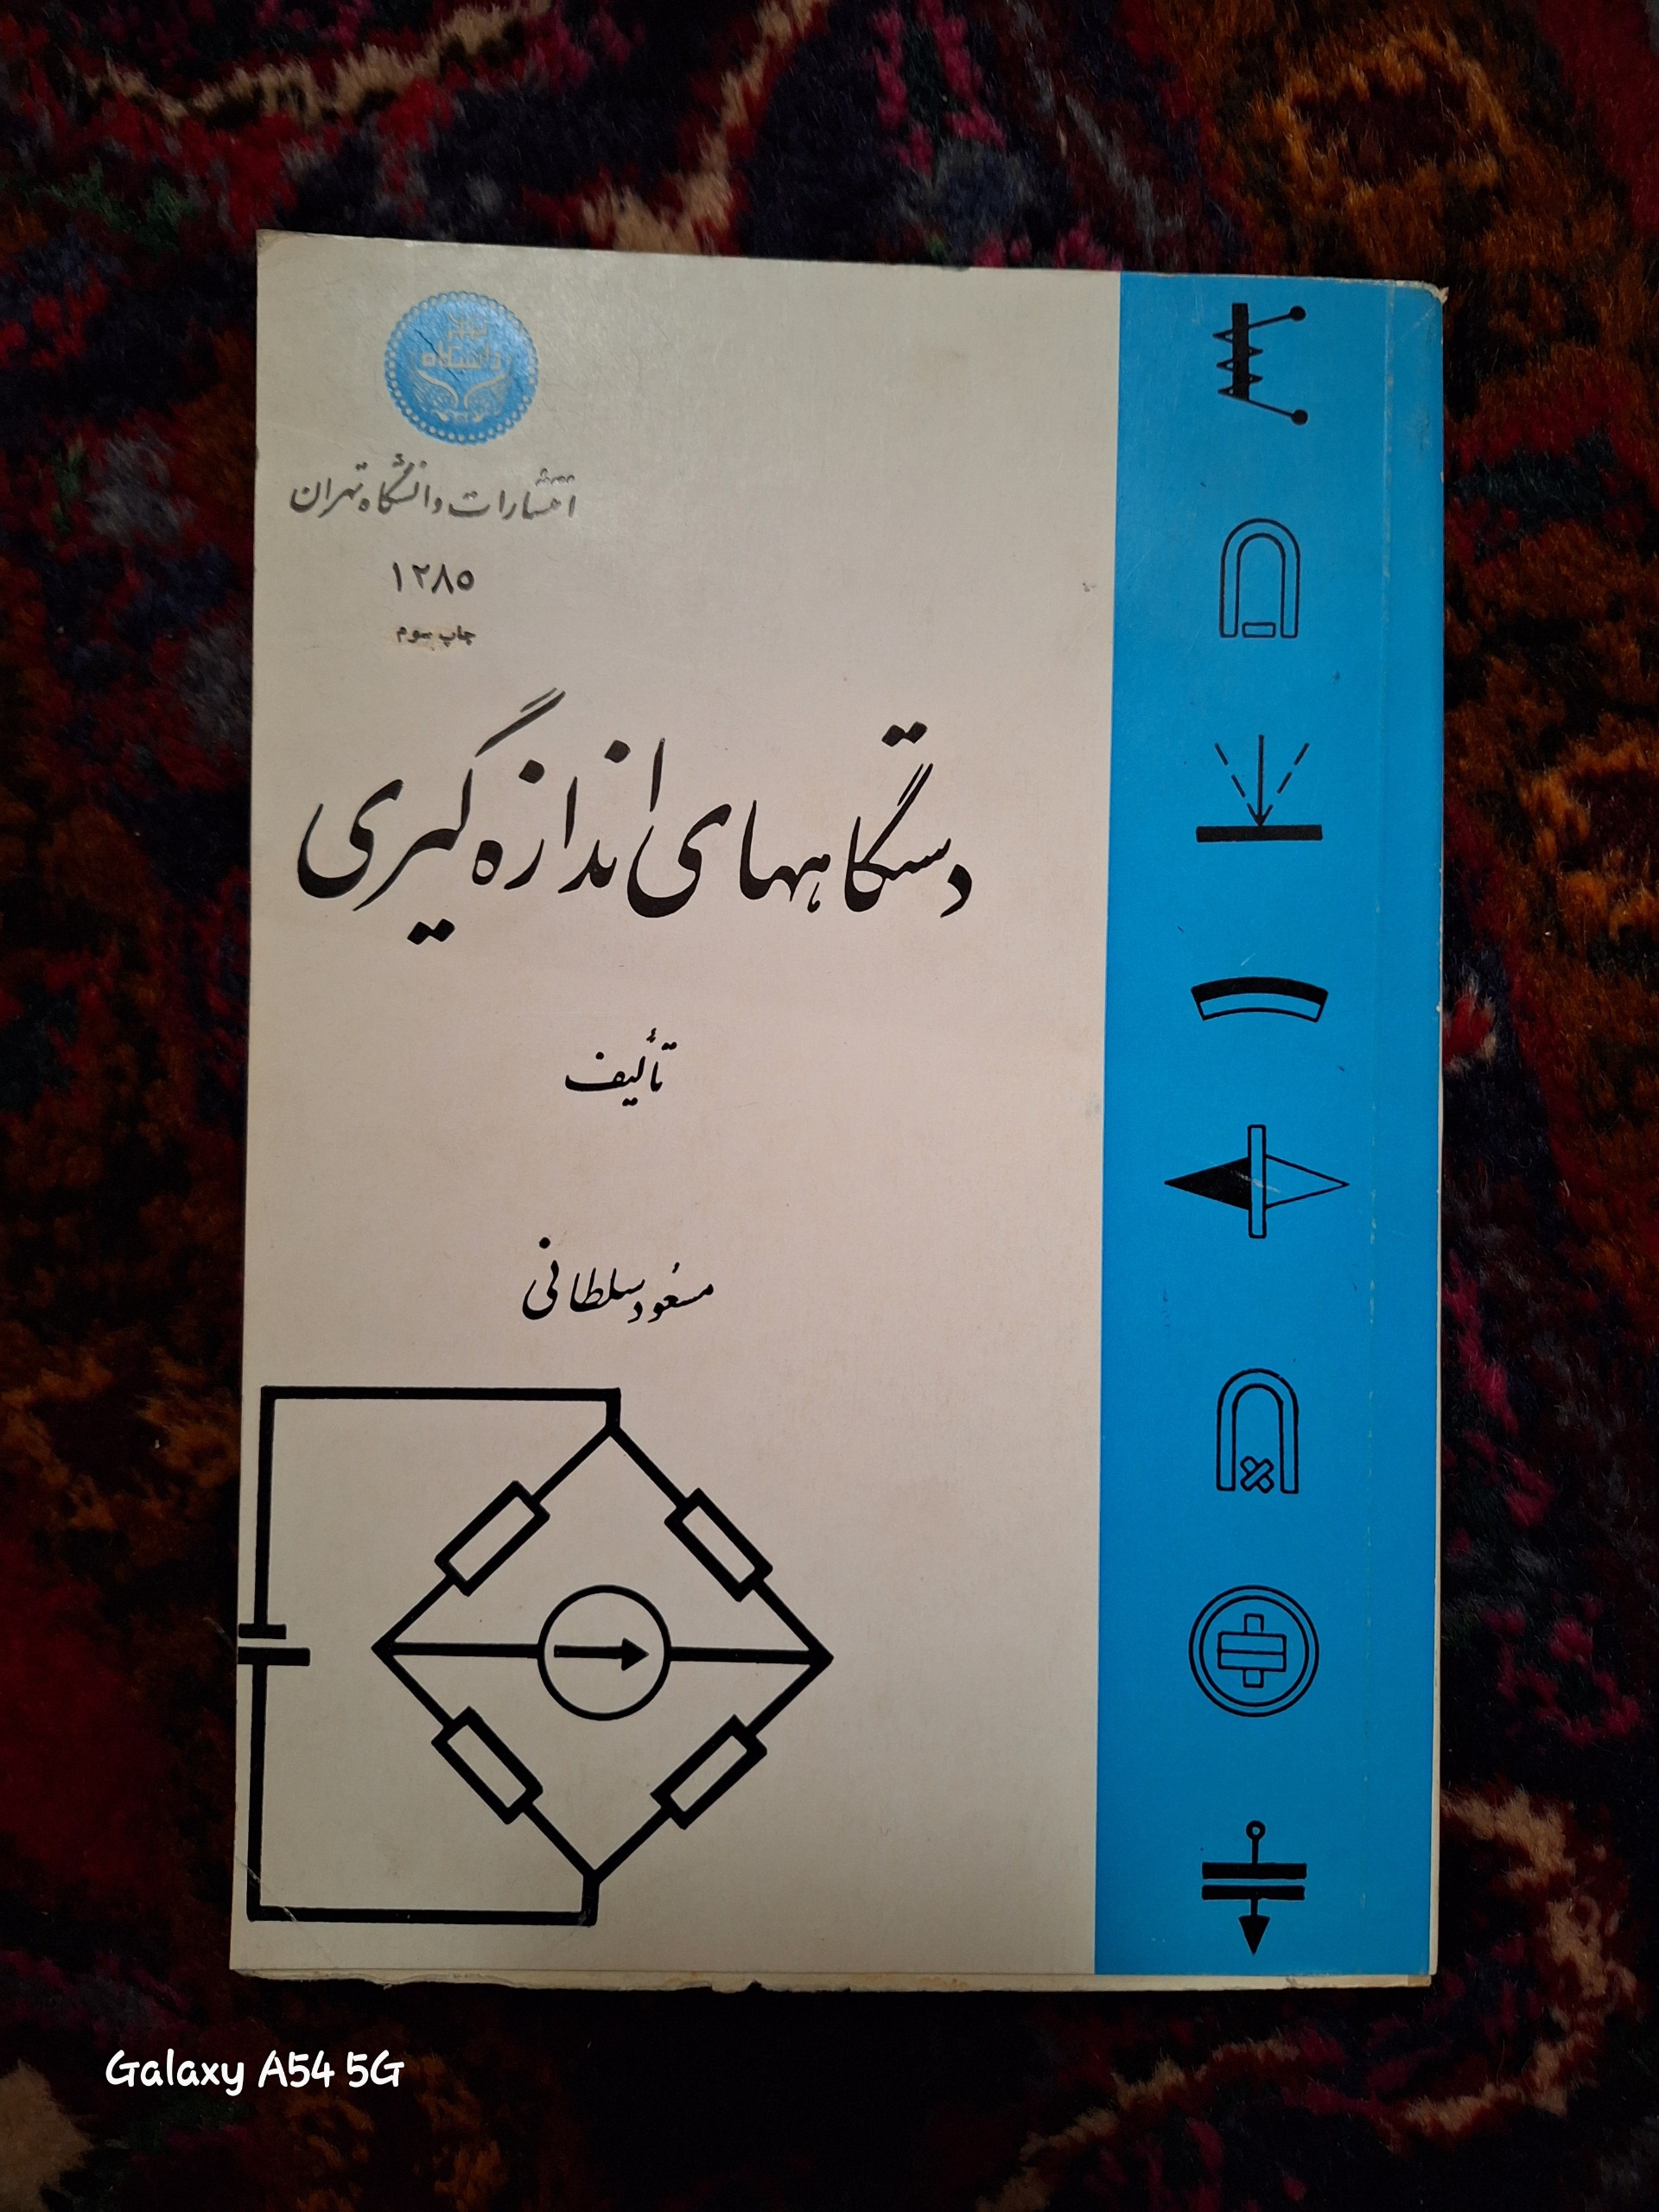 انتشارات دانشگاه تهران
۱۲۸۵
چاپ سوم
دستگاههای اندازه گیری
تألیف
مسعود سلطانی
Galaxy A54 5G